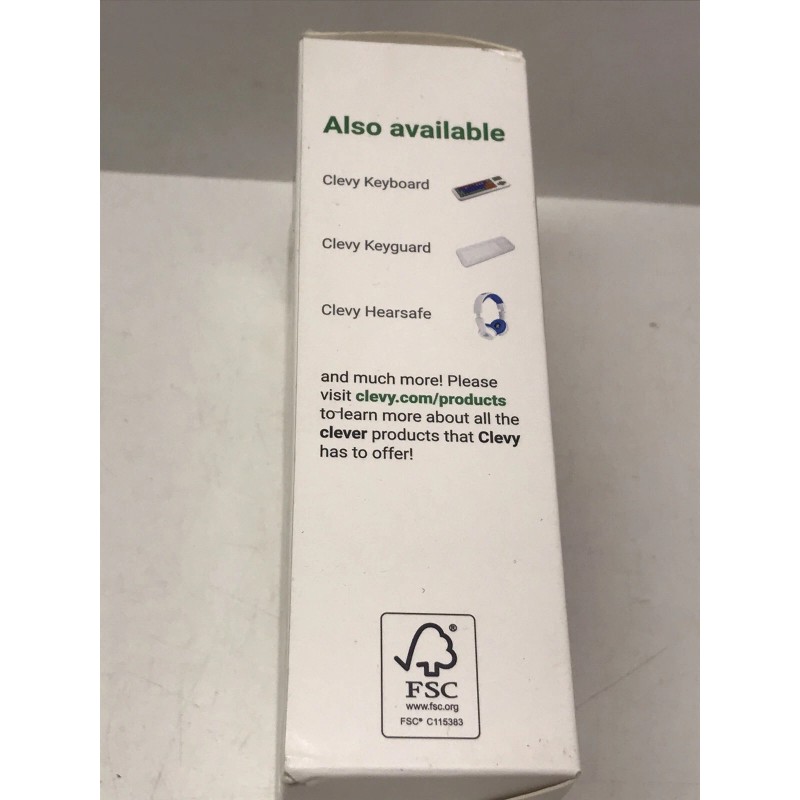 Also available
Clevy Keyboard
Clevy Keyguard
Clevy Hearsafe
and much more! Please
visit clevy.com/products
to learn more about all the
clever products that Clevy
has to offer!
®
FSC
www.fsc.org
FSC® C115383